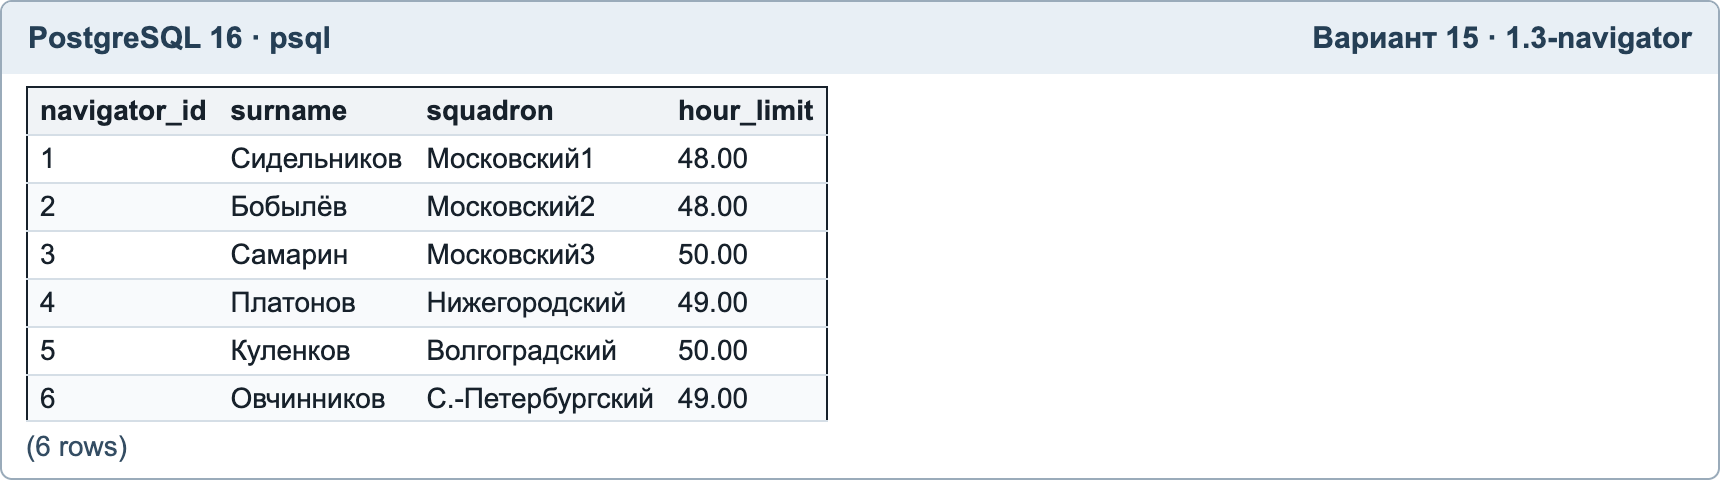 PostgreSQL 16 · psql Вариант 15 · 1.3-navigator
navigator_id surname squadron hour_limit
1 Сидельников Московский1 48.00
2 Бобылёв Московский2 48.00
3 Самарин Московский3 50.00
4 Платонов Нижегородский 49.00
5 Куленков Волгоградский 50.00
6 Овчинников С.-Петербургский 49.00
(6 rows)